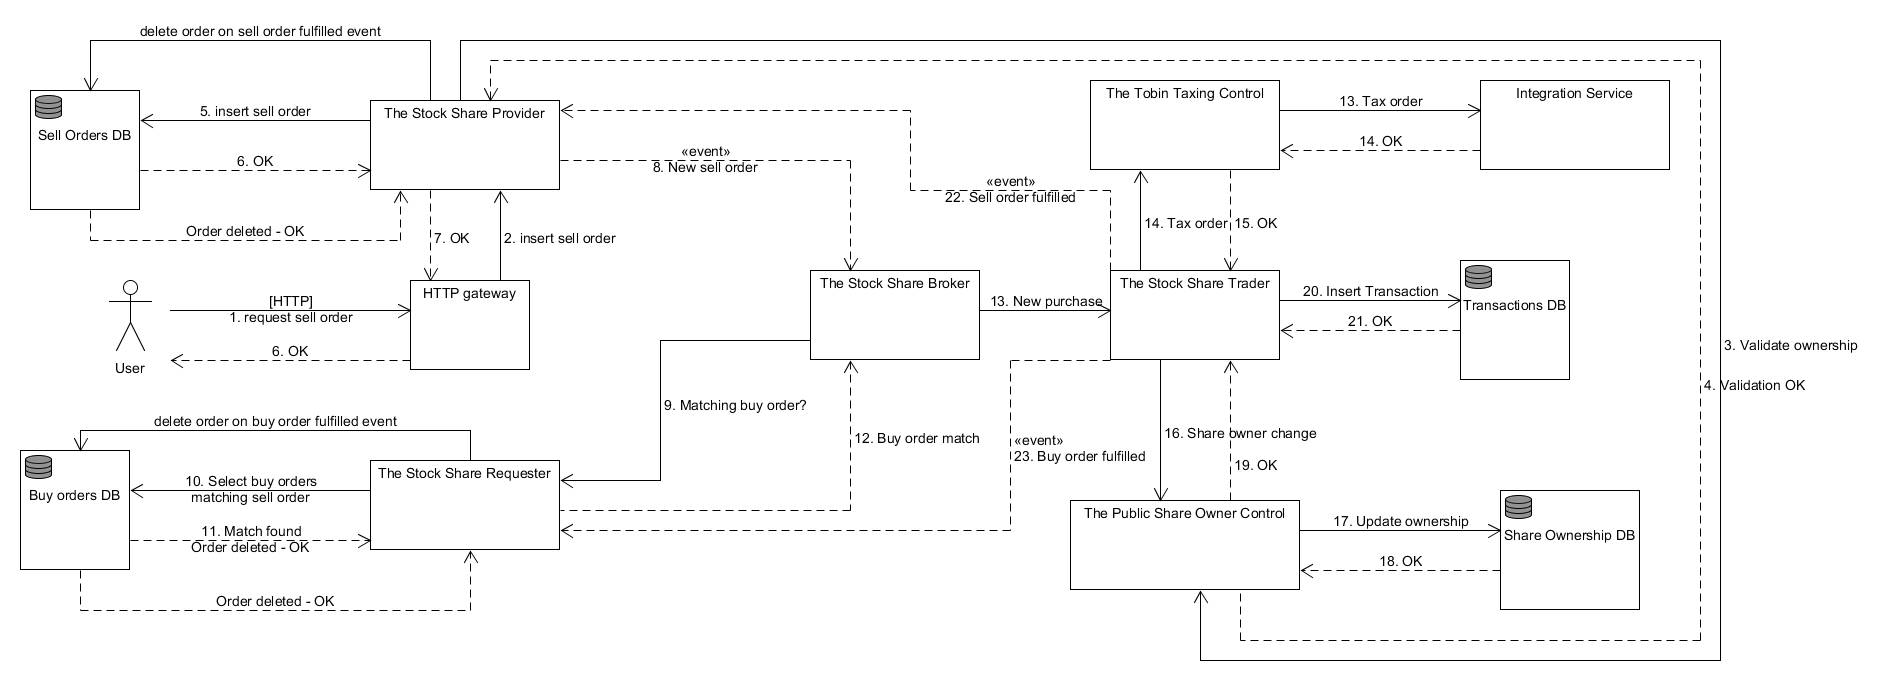 delete order on sell order fulfilled event
Sell Orders DB
5. insert sell order
6. OK
Order deleted - OK
The Stock Share Provider
«event»
8. New sell order
7. OK
2. insert sell order
User
[HTTP]
1. request sell order
6. OK
HTTP gateway
delete order on buy order fulfilled event
Buy orders DB
10. Select buy orders
matching sell order
11. Match found
Order deleted - OK
Order deleted - OK
The Stock Share Requester
9. Matching buy order?
12. Buy order match
The Stock Share Broker
13. New purchase
«event»
22. Sell order fulfilled
«event»
23. Buy order fulfilled
The Tobin Taxing Control
13. Tax order
14. OK
Integration Service
14. Tax order
15. OK
The Stock Share Trader
20. Insert Transaction
21. OK
Transactions DB
16. Share owner change
19. OK
The Public Share Owner Control
17. Update ownership
18. OK
Share Ownership DB
3. Validate ownership
4. Validation OK